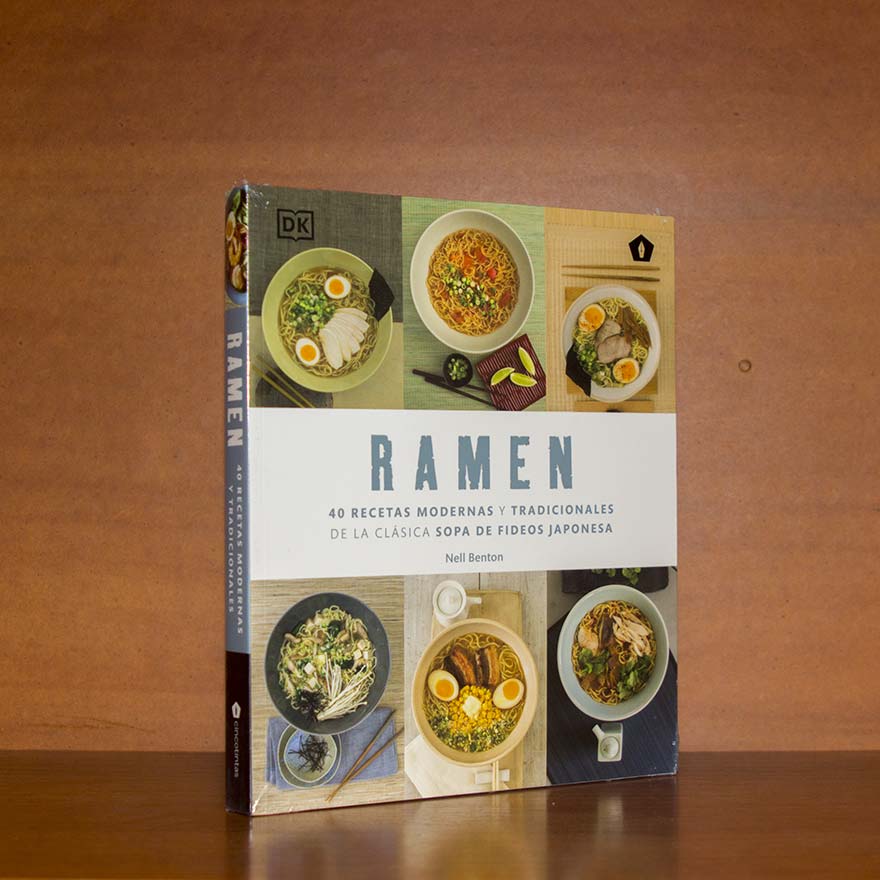 DK
RAMEN
40 RECETAS MODERNAS Y TRADICIONALES
DE LA CLÁSICA SOPA DE FIDEOS JAPONESA
Nell Benton
RAMEN
40 RECETAS MODERNAS
Y TRADICIONALES
cincotintas